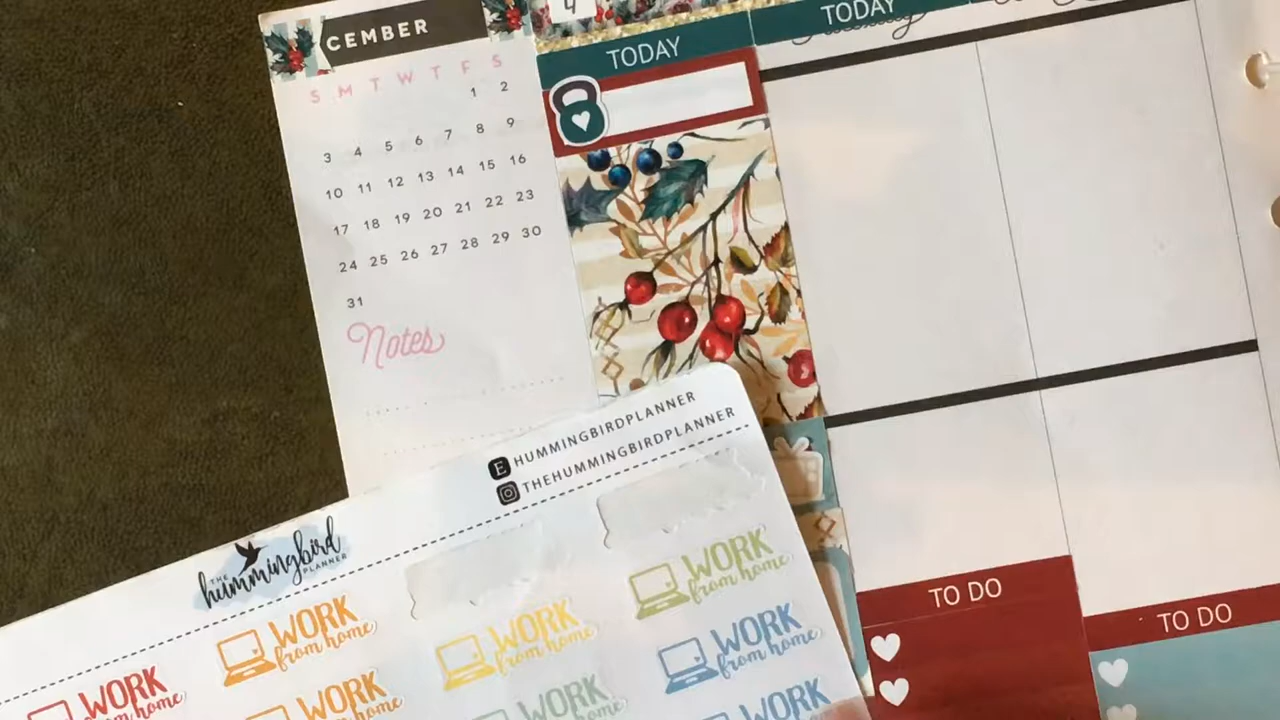 CEMBER
S M T W T F S
1 2
3 4 5 6 7 8 9
10 11 12 13 14 15 16
17 18 19 20 21 22 23
24 25 26 27 28 29 30
31
Notes
4
TODAY
TODAY
HUMMINGBIRDPLANNER
THEHUMMINGBIRDPLANNER
THE
hummingbird
PLANNER
WORK
from home
WORK
from home
WORK
from home
WORK
from home
WORK
from home
WORK
WORK
TO DO
TO DO